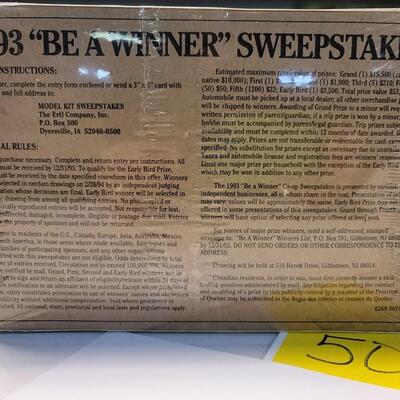 93 "BE A WINNER" SWEEPSTAKE
INSTRUCTIONS:
complete the entry form enclosed or send a 3" x 5" card with
and full address to:
MODEL KIT SWEEPSTAKES
The Ertl Company, Inc.
P.O. Box 500
Dyersville, IA 52040-0500
RULES:
purchase necessary. Complete and return entry per instructions. All
must be received by 12/31/93. To qualify for the Early Bird Prize,
must be received by specified elsewhere in this offer. Winners
selected in random drawings on 2/28/94 by an independent judging
whose decisions are final. Early Bird winner will be selected in
drawing from among all qualifying entries. No photographic or
mechanically reproduced entries will be accepted. Not responsible for
lost, misdirected, damaged, incomplete, illegible or postage-due mail. Entries
the property of sponsors and will not be returned.
open to residents of the U.S., Canada, Europe, Asia, Australia, Mexico
America, in those areas where made available. Employees and
families of participating sponsors, and any other organizations
connected with this sweepstakes are not eligible. Odds determined by total
of entries received. Circulation not to exceed 100,000,000. Winners
notified by mail. Grand, First, Second and Early Bird winners will be
to sign and return an affidavit of eligibility/release within 21 days of
notification or an alternate will be selected. Except where prohibited
entry constitutes permission to use of winners' names and likenesses
publicity without additional compensation. Void where prohibited or
All national, state, provincial and local laws and regulations apply
Estimated maximum retail value of prizes: Grand (1) $15,500 (
native $10,000); First (1) $1,000; Third (5) $210; F
(50) $50; Fifth (1200) $23; Early Bird (1) $3,500. Total prize value $5
Automobile must be picked up at local dealer; all other merchandise
will be shipped to winners. Awarding of Grand Prize to a minor will req
written permission of parent/guardian; if a trip prize is won by a minor,
he/she must be accompanied by parent/legal guardian. Trip prizes subject
availability and must be completed within 12 months of date awarded. B
dates may apply. Prizes are not transferable or redeemable for cash exce
specified. No substitution for prizes except as necessary due to unavailab
Taxes and automobile license and registration fees are winners' respons
Limit one major prize per household with the exception of the Early Bird
which may be won in addition to any other prize.
The 1993 "Be a Winner" Co-op Sweepstakes is presented by various
independent businesses, all in whom share in the cost. Presentation of
may vary; values will be approximately the same. Early Bird Prize may
offered in some presentations of this sweepstakes. Grand through Fourth
winners will have option of selecting any prize offered at level won.
For names of major prize winners, send a self-addressed, stamped
envelope to: "Be A Winner" Winners List, P.O. Box 761, Gibbstown, NJ 0
by 12/31/93. DO NOT SEND ORDERS OR OTHER CORRESPONDENCE TO T
ADDRESS.
Drawing will be held at 510 Heron Drive, Gibbstown, NJ 08014
Canadian residents, in order to win, must first correctly answer a skill
testing question administered by mail. Any litigation regarding the conduct
and awarding of a prize in this publicity contest by a resident of the Province
of Quebec may be submitted to the Regie des loteries et courses du Quebec.
6269-10
50